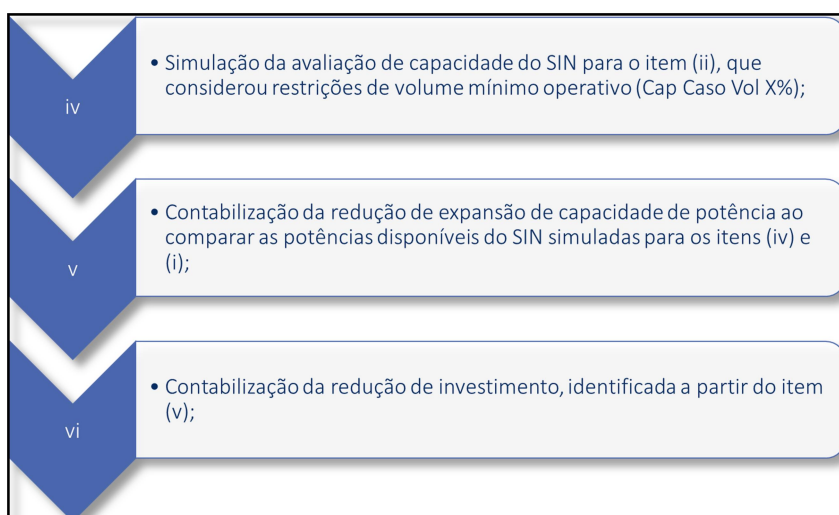 iv
• Simulação da avaliação de capacidade do SIN para o item (ii), que
considerou restrições de volume mínimo operativo (Cap Caso Vol X%);
v
• Contabilização da redução de expansão de capacidade de potência ao
comparar as potências disponíveis do SIN simuladas para os itens (iv) e
(i);
vi
• Contabilização da redução de investimento, identificada a partir do item
(v);